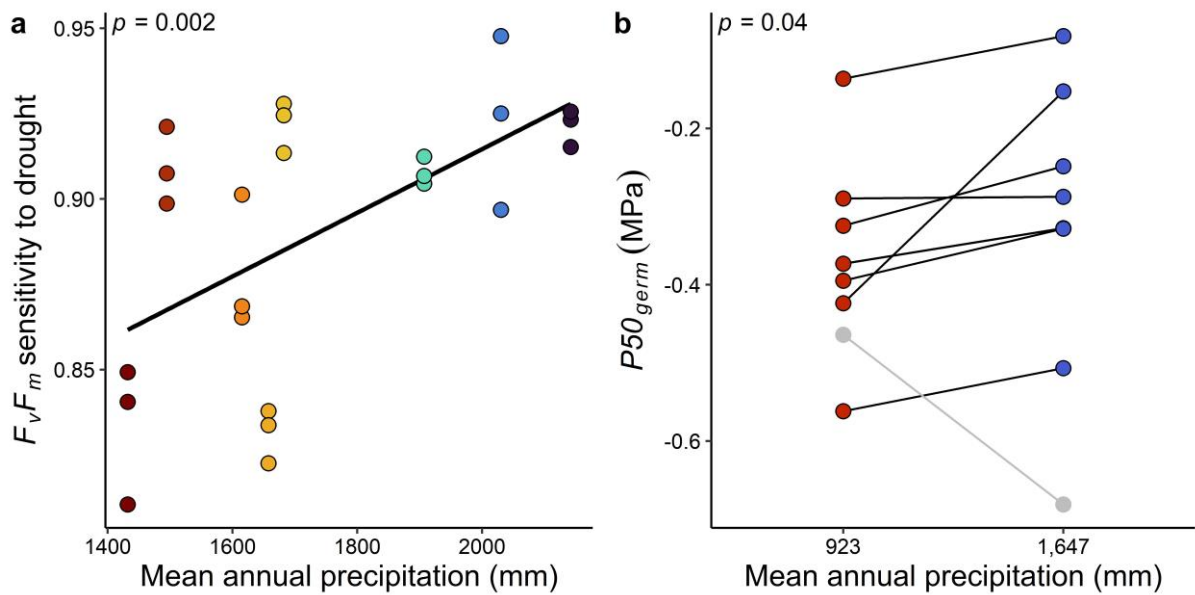 a
p = 0.002
0.95
0.90
0.85
FvFm sensitivity to drought
1400
1600
1800
2000
Mean annual precipitation (mm)
b
p = 0.04
-0.2
-0.4
-0.6
P50germ (MPa)
923
1,647
Mean annual precipitation (mm)